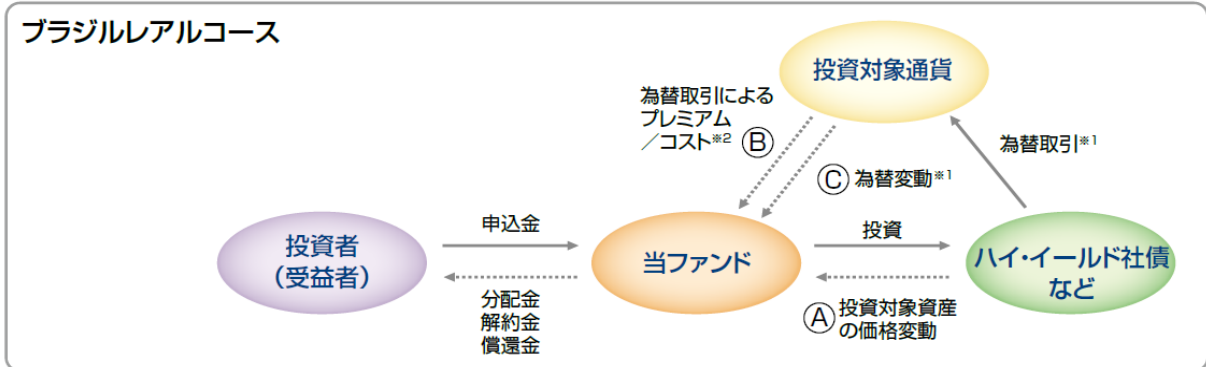 ブラジルレアルコース
投資対象通貨
為替取引による
プレミアム
／コスト※2 Ⓑ
為替取引※1
Ⓒ 為替変動※1
投資者
（受益者）
申込金
分配金
解約金
償還金
当ファンド
投資
Ⓐ 投資対象資産
の価格変動
ハイ・イールド社債
など